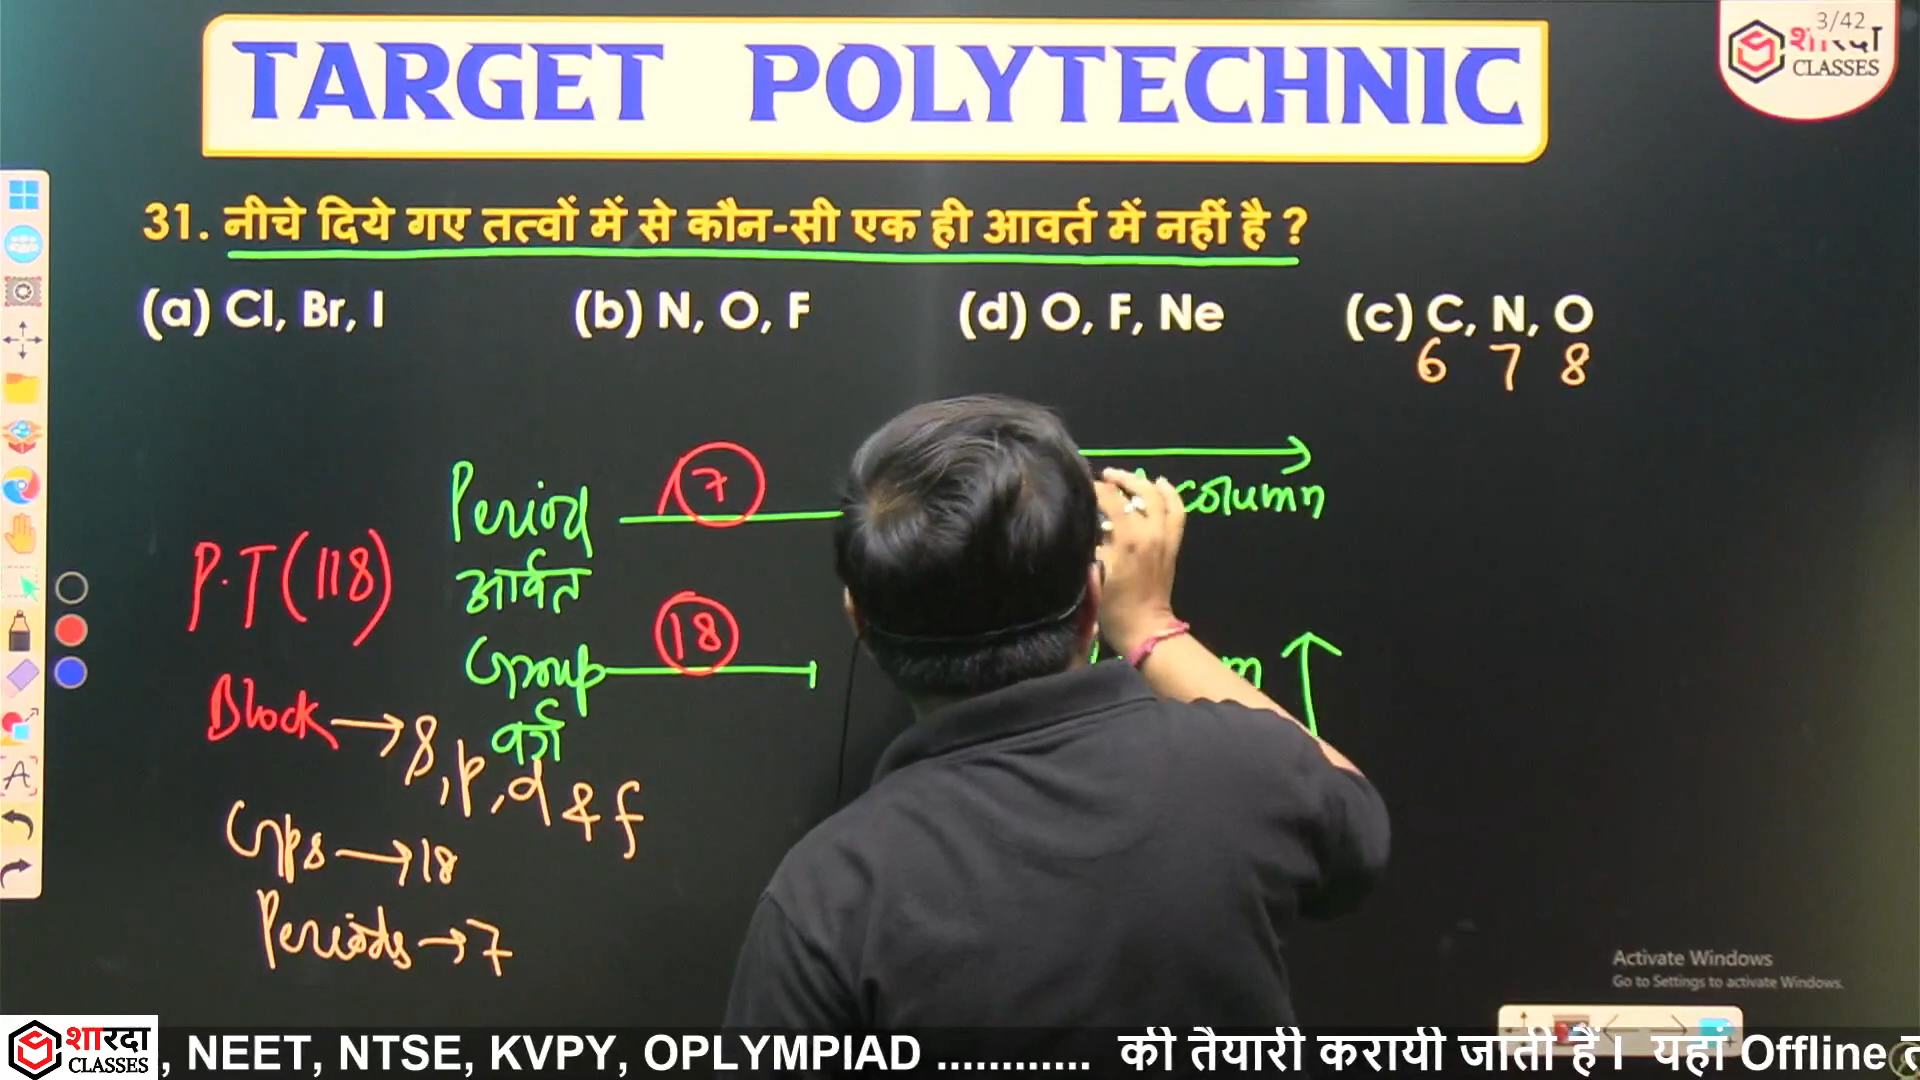 TARGET POLYTECHNIC
3/42
शारदा
CLASSES
31. नीचे दिये गए तत्वों में से कौन-सी एक ही आवर्त में नहीं है ?
(a) Cl, Br, I (b) N, O, F (d) O, F, Ne (c) C, N, O
6 7 8
Period 7 column
आर्वत
P.T (118)
Group 18
वर्ग
Block → s, p, d & f
Gps → 18
Periods → 7
Activate Windows
Go to Settings to activate Windows.
शारदा
CLASSES
, NEET, NTSE, KVPY, OPLYMPIAD ............ की तैयारी करायी जाती हैं । यहां Offline